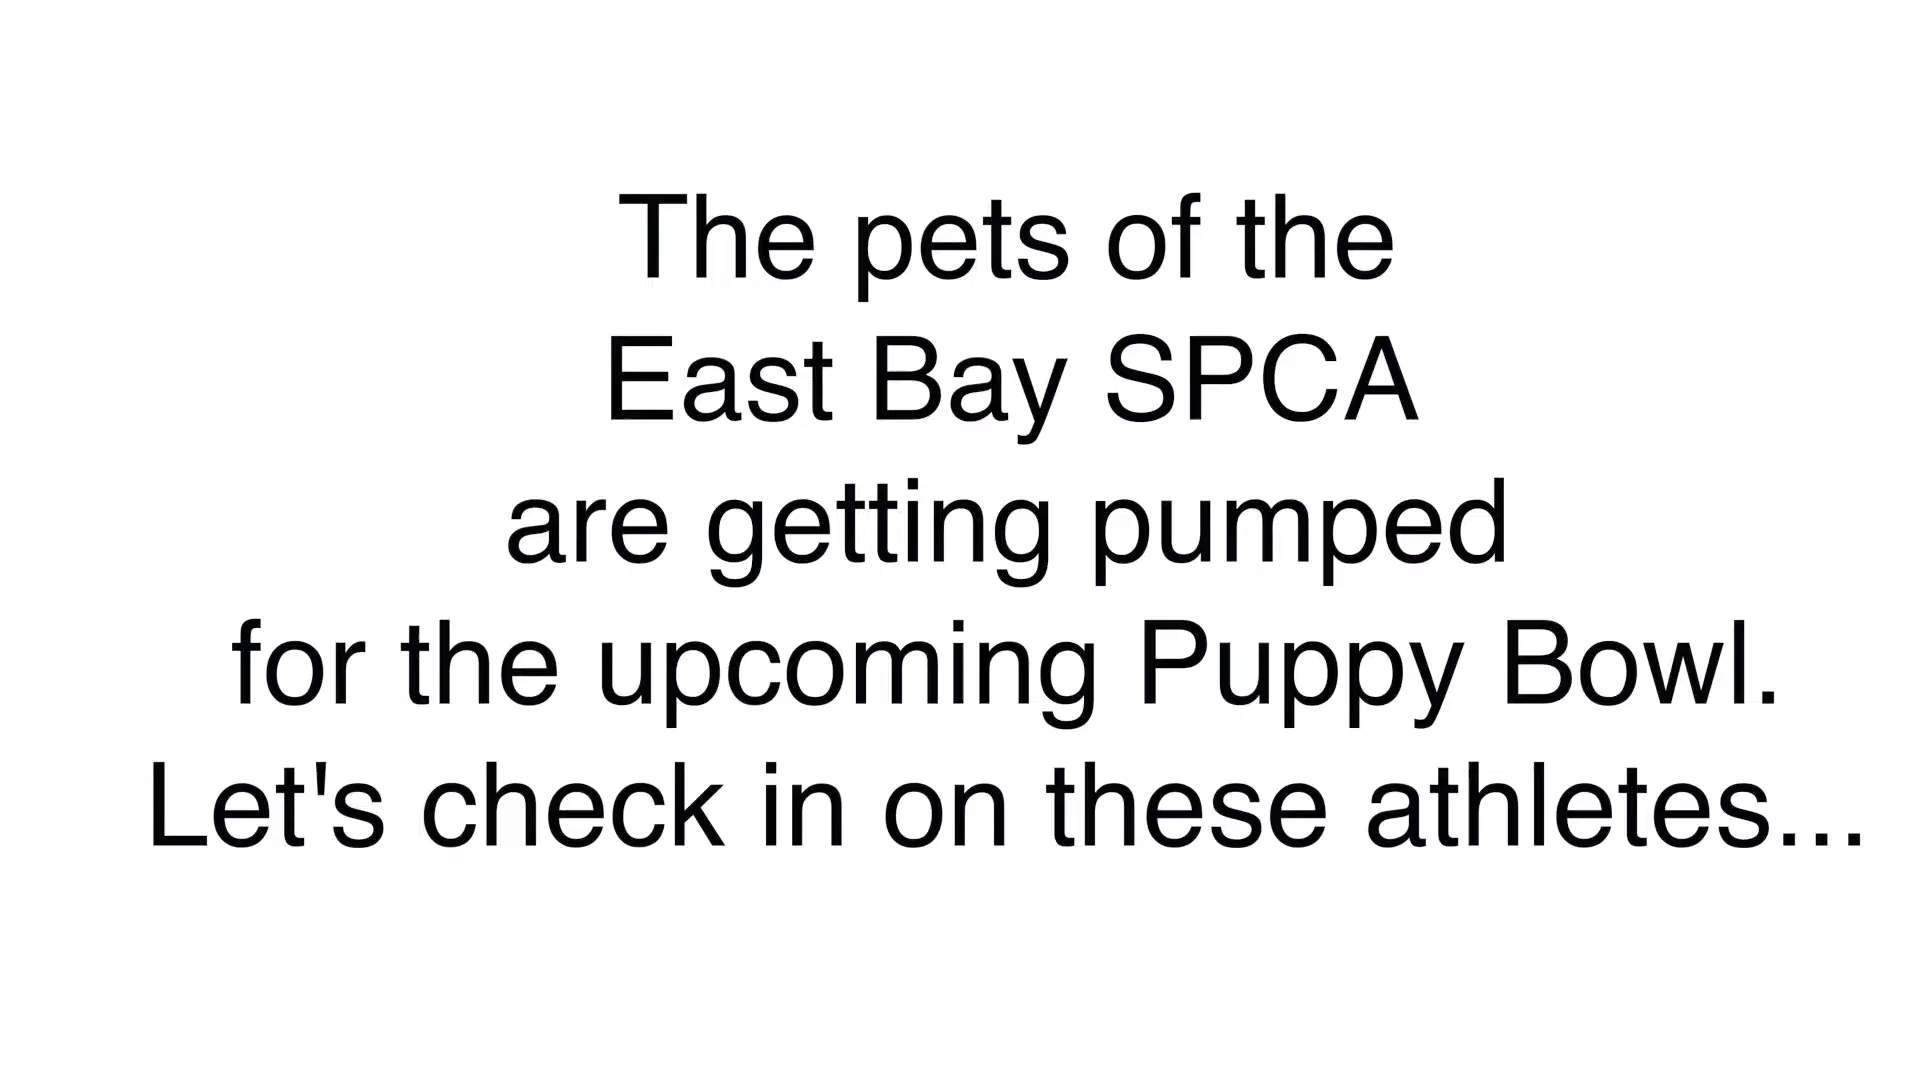 The pets of the
East Bay SPCA
are getting pumped
for the upcoming Puppy Bowl.
Let's check in on these athletes...